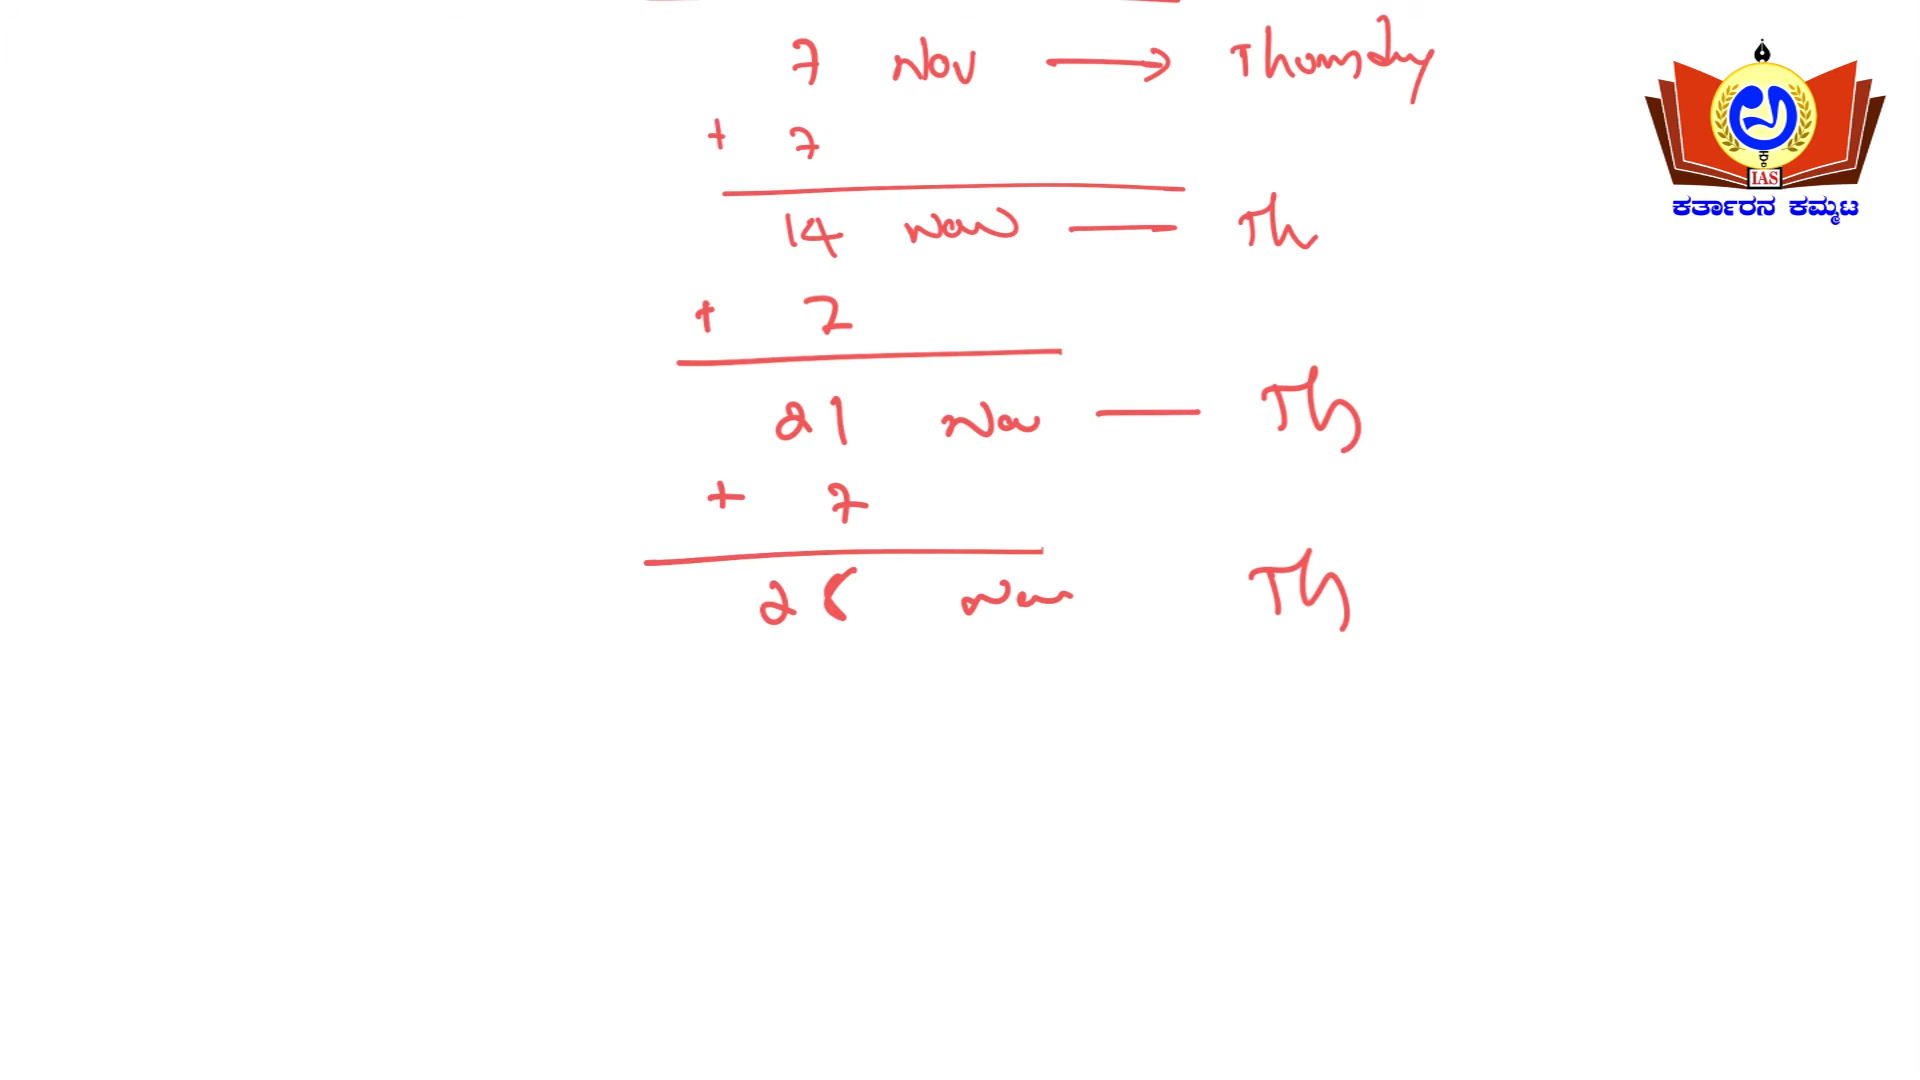 7 Nov → Thursday
+ 7
14 Nov — Th
+ 7
21 Nov — Th
+ 7
28 Nov Th
ಅ
ಕ್ಕ
IAS
ಕರ್ತಾರನ ಕಮ್ಮಟ